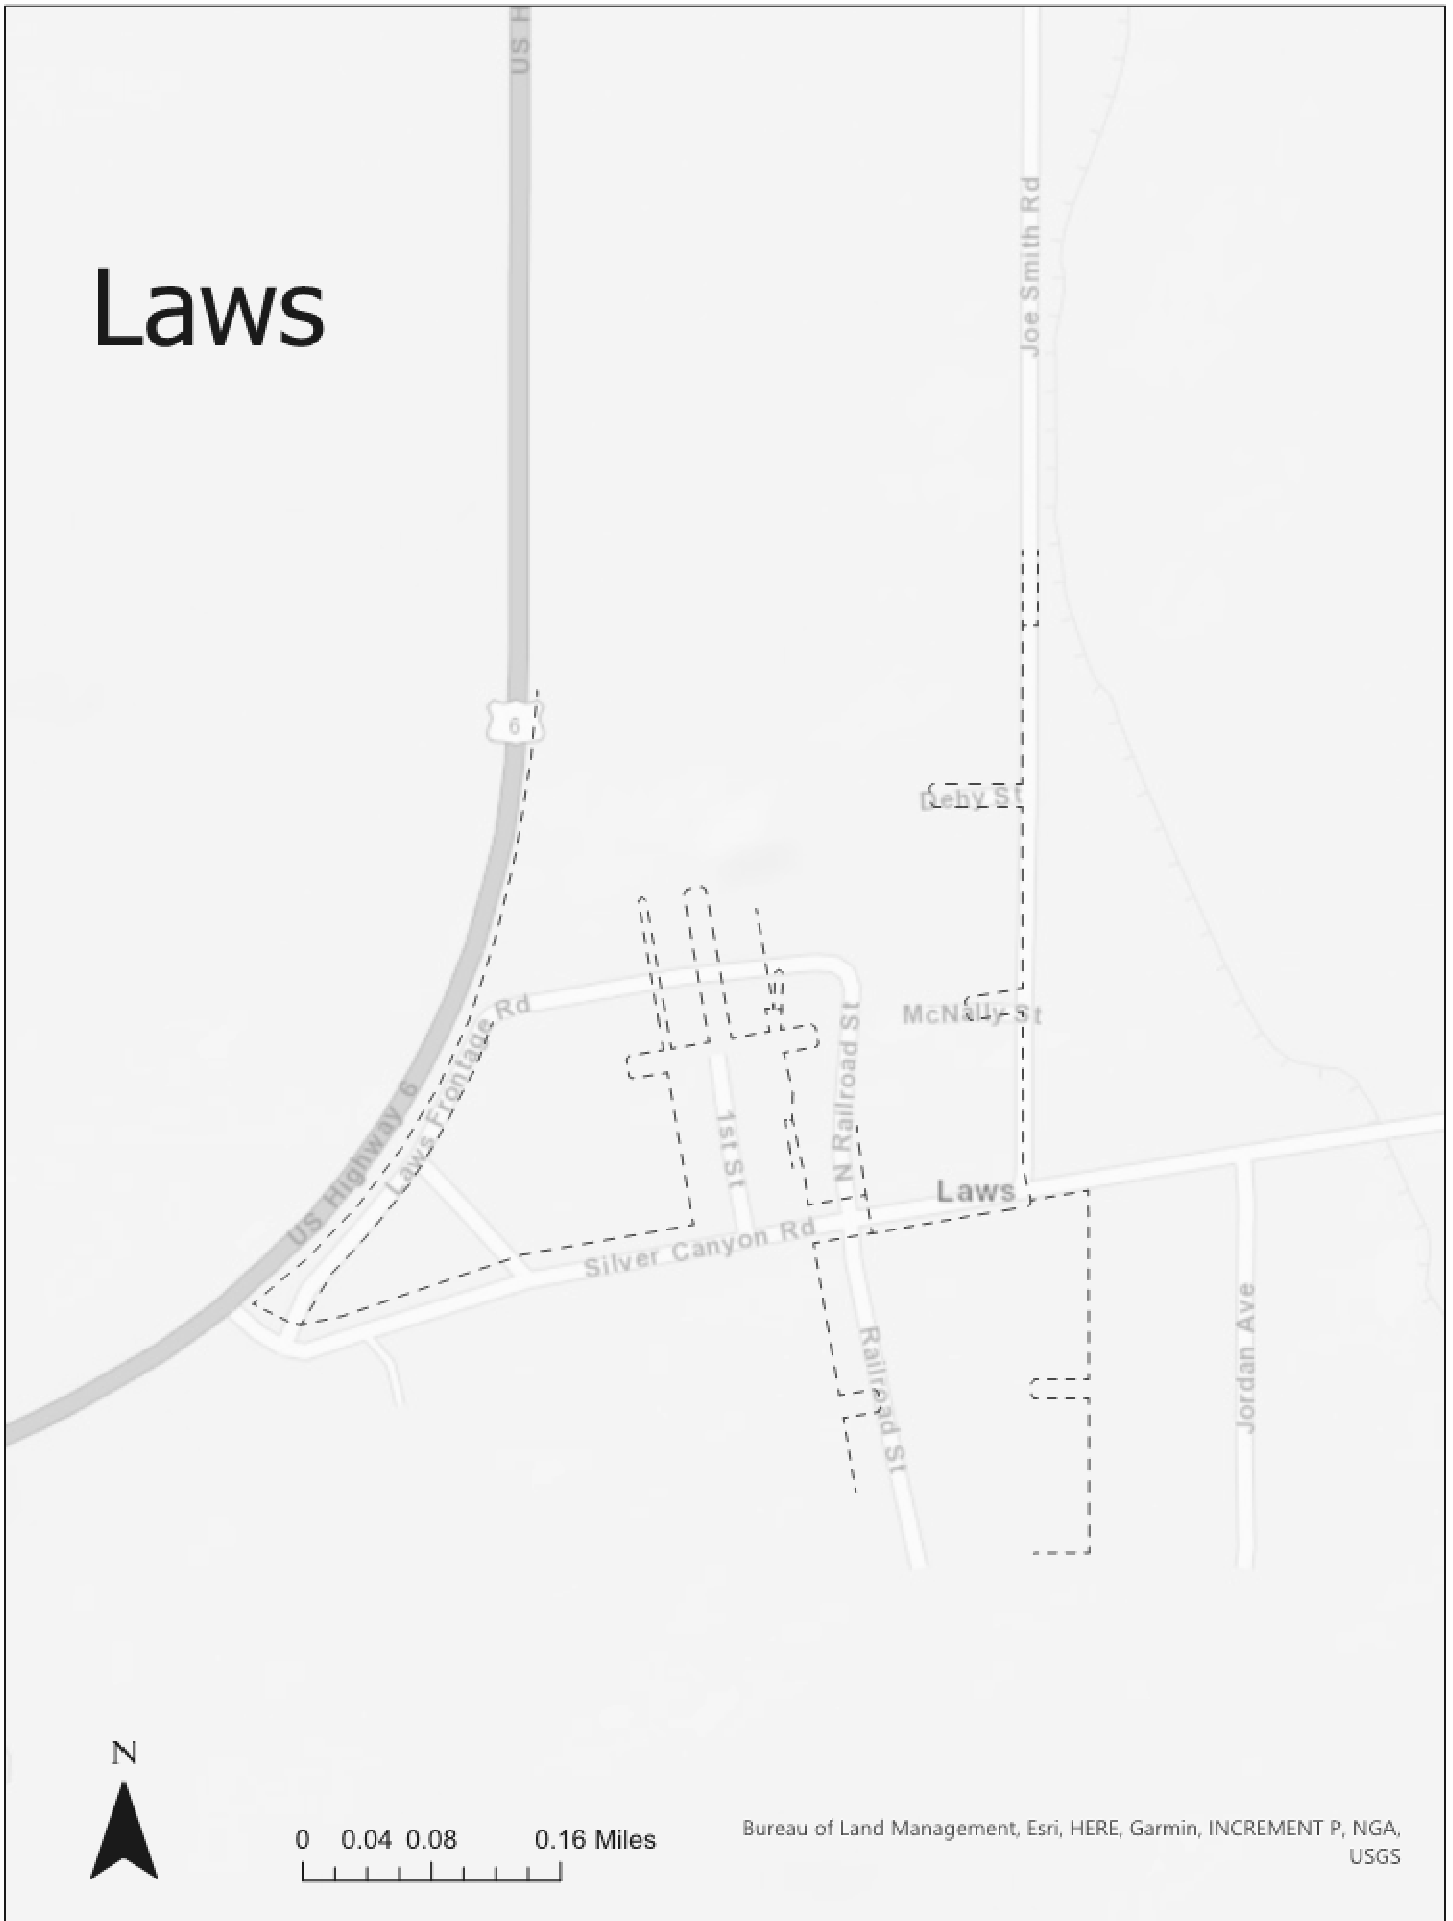 US H
Joe Smith Rd
Laws
6
Deby St
Laws Frontage Rd
McNally St
N Railroad St
US Highway 6
1st St
Laws
Silver Canyon Rd
Railroad St
Jordan Ave
N
0 0.04 0.08 0.16 Miles
Bureau of Land Management, Esri, HERE, Garmin, INCREMENT P, NGA,
USGS